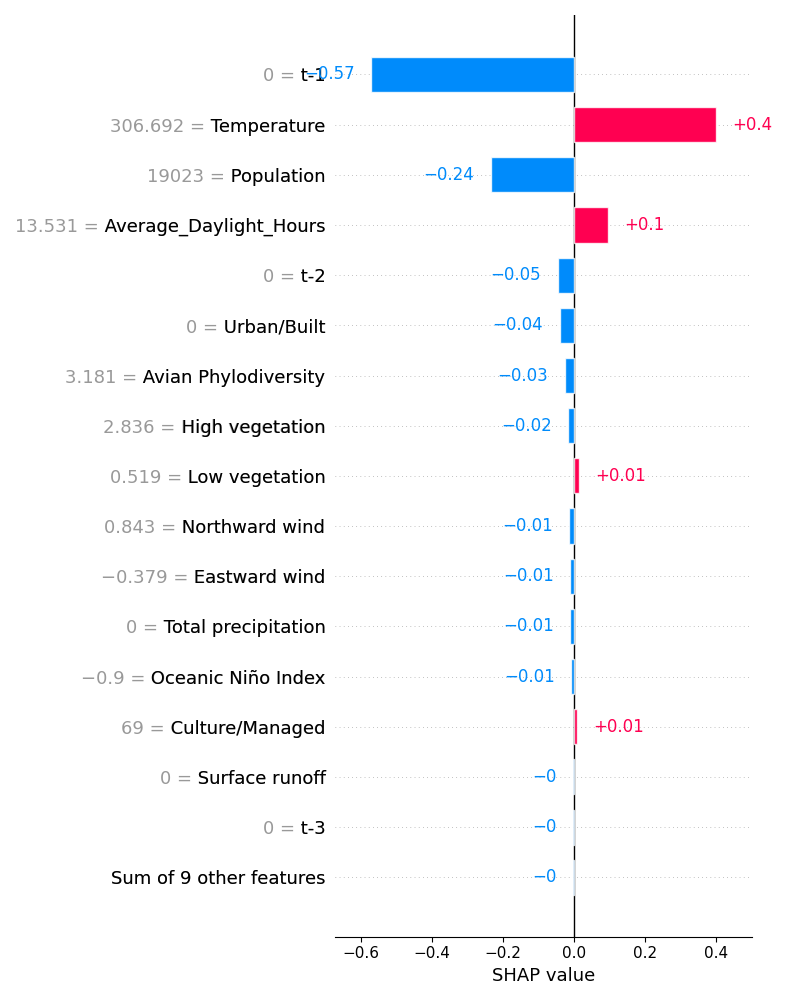 0 = t-1 −0.57
306.692 = Temperature +0.4
19023 = Population −0.24
13.531 = Average_Daylight_Hours +0.1
0 = t-2 −0.05
0 = Urban/Built −0.04
3.181 = Avian Phylodiversity −0.03
2.836 = High vegetation −0.02
0.519 = Low vegetation +0.01
0.843 = Northward wind −0.01
−0.379 = Eastward wind −0.01
0 = Total precipitation −0.01
−0.9 = Oceanic Niño Index −0.01
69 = Culture/Managed +0.01
0 = Surface runoff −0
0 = t-3 −0
Sum of 9 other features −0
−0.6 −0.4 −0.2 0.0 0.2 0.4
SHAP value